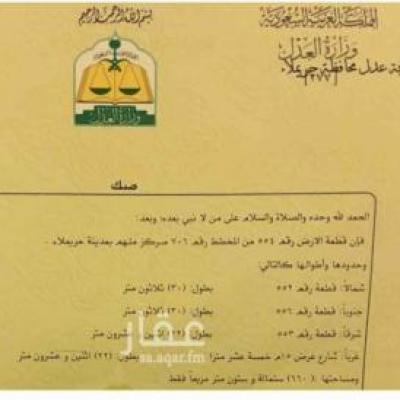 بسم الله الرحمن الرحيم
المملكة العربية السعودية
وزارة العدل
عدل محافظة حريملاء
[٢٧٧]
وزارة العدل
صك
الحمد لله وحده والصلاة والسلام على من لا نبي بعده؛ وبعد:
فإن قطعة الارض رقم ٥٥٤ من المخطط رقم ٢٠٦ مركز ملهم بمدينة حريملاء .
وحدودها وأطوالها كالتالي:
شمالاً: قطعة رقم ٥٥٢ بطول: (٣٠) ثلاثون متر
جنوباً: قطعة رقم ٥٥٦ بطول: (٣٠) ثلاثون متر
شرقاً: قطعة رقم ٥٥٣ بطول: (٢٢) اثنين و عشرون متر
غرباً: شارع عرض ١٥م خمسة عشر مترا بطول: (٢٢) اثنين و عشرون متر
ومساحتها :(٦٦٠) ستمائة و ستون متر مربعاً فقط
عقار
sa.aqar.fm